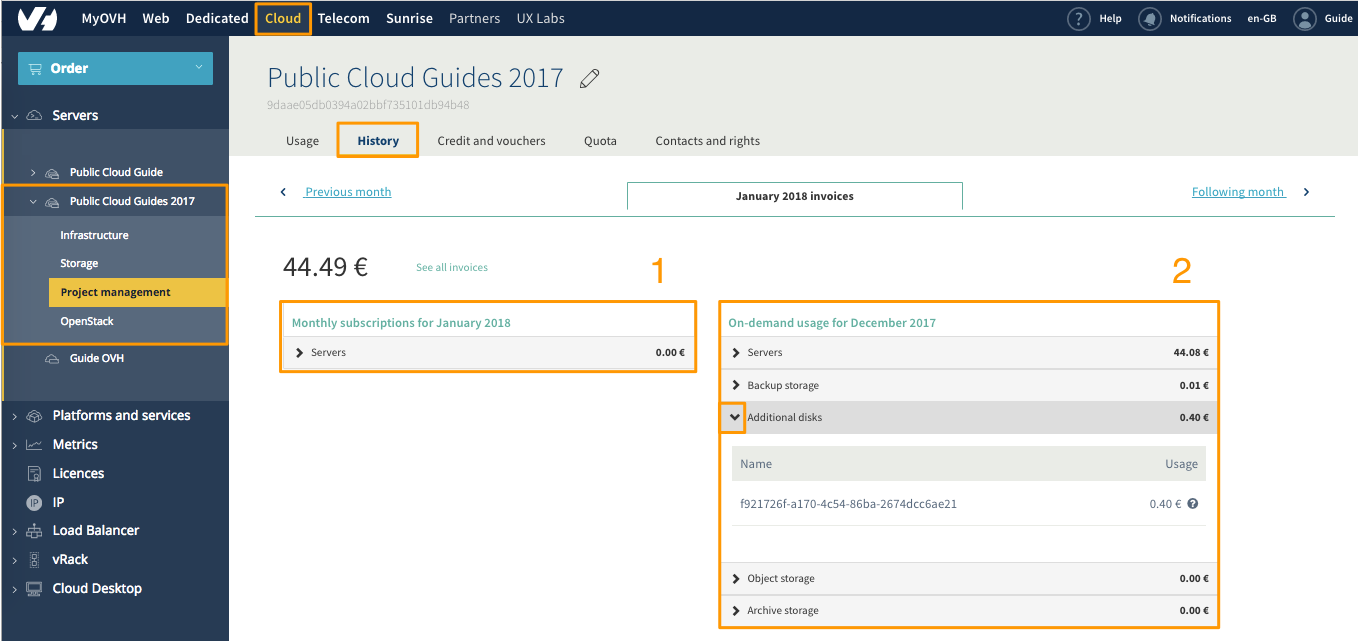 MyOVH Web Dedicated Cloud Telecom Sunrise Partners UX Labs ? Help Notifications en-GB Guide
Order
Servers
Public Cloud Guide
Public Cloud Guides 2017
Infrastructure
Storage
Project management
OpenStack
Guide OVH
Platforms and services
Metrics
Licences
IP IP
Load Balancer
vRack
Cloud Desktop
Public Cloud Guides 2017
9daae05db0394a02bbf735101db94b48
Usage History Credit and vouchers Quota Contacts and rights
Previous month January 2018 invoices Following month
44.49 € See all invoices
1
Monthly subscriptions for January 2018
Servers 0.00 €
2
On-demand usage for December 2017
Servers 44.08 €
Backup storage 0.01 €
Additional disks 0.40 €
Name Usage
f921726f-a170-4c54-86ba-2674dcc6ae21 0.40 € ?
Object storage 0.00 €
Archive storage 0.00 €